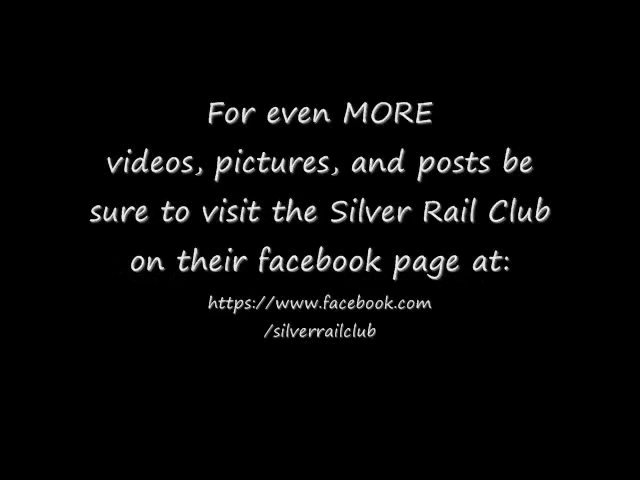 For even MORE
videos, pictures, and posts be
sure to visit the Silver Rail Club
on their facebook page at:
https://www.facebook.com
/silverrailclub